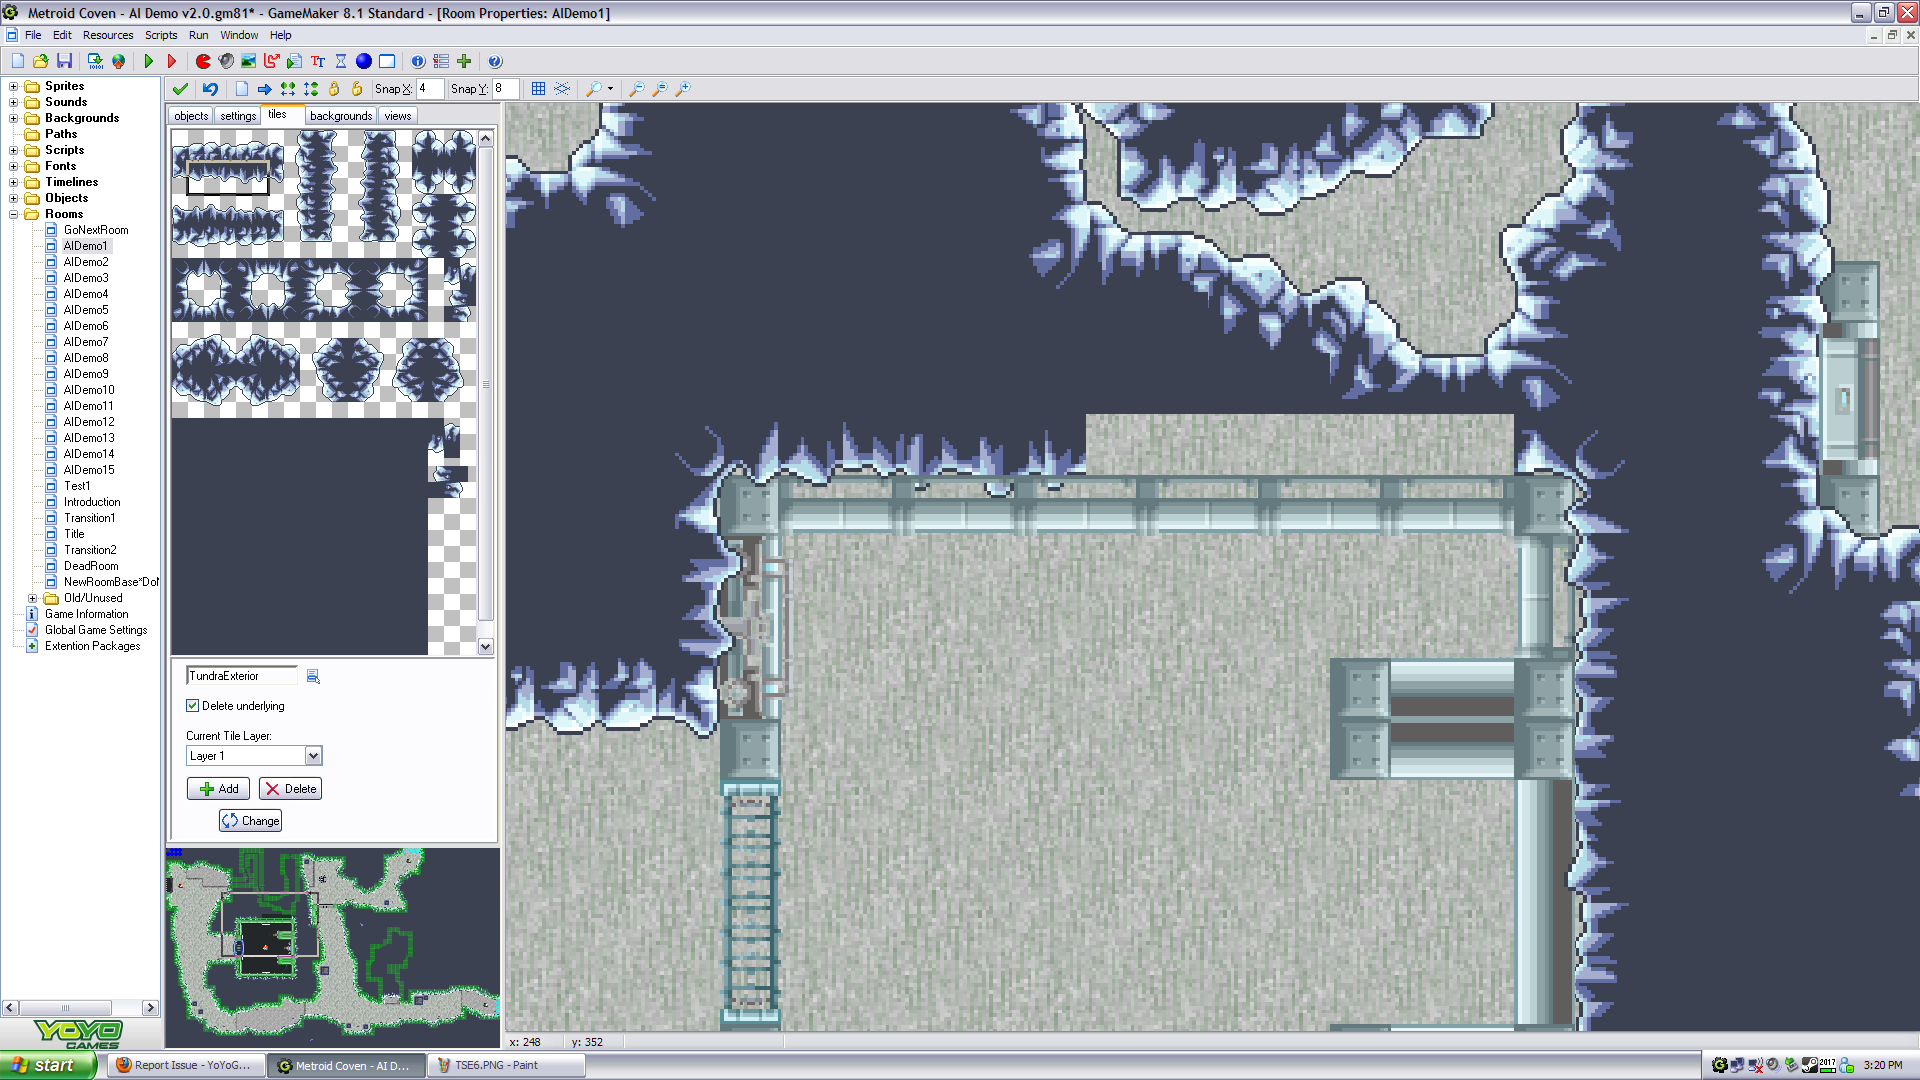 Metroid Coven - AI Demo v2.0.gm81* - GameMaker 8.1 Standard - [Room Properties: AIDemo1]
File Edit Resources Scripts Run Window Help
Snap X: 4 Snap Y: 8
objects settings tiles backgrounds views
Sprites
Sounds
Backgrounds
Paths
Scripts
Fonts
Timelines
Objects
Rooms
GoNextRoom
AIDemo1
AIDemo2
AIDemo3
AIDemo4
AIDemo5
AIDemo6
AIDemo7
AIDemo8
AIDemo9
AIDemo10
AIDemo11
AIDemo12
AIDemo13
AIDemo14
AIDemo15
Test1
Introduction
Transition1
Title
Transition2
DeadRoom
NewRoomBase*Do
Old/Unused
Game Information
Global Game Settings
Extention Packages
YOYO
GAMES
TundraExterior
Delete underlying
Current Tile Layer:
Layer 1
Add Delete
Change
x: 248 y: 352
start Report Issue - YoYoG... Metroid Coven - AI D... TSE6.PNG - Paint 2017 3:20 PM